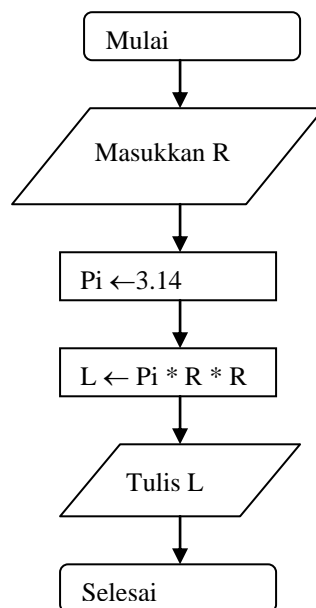 Mulai
Masukkan R
Pi ←3.14
L ← Pi * R * R
Tulis L
Selesai